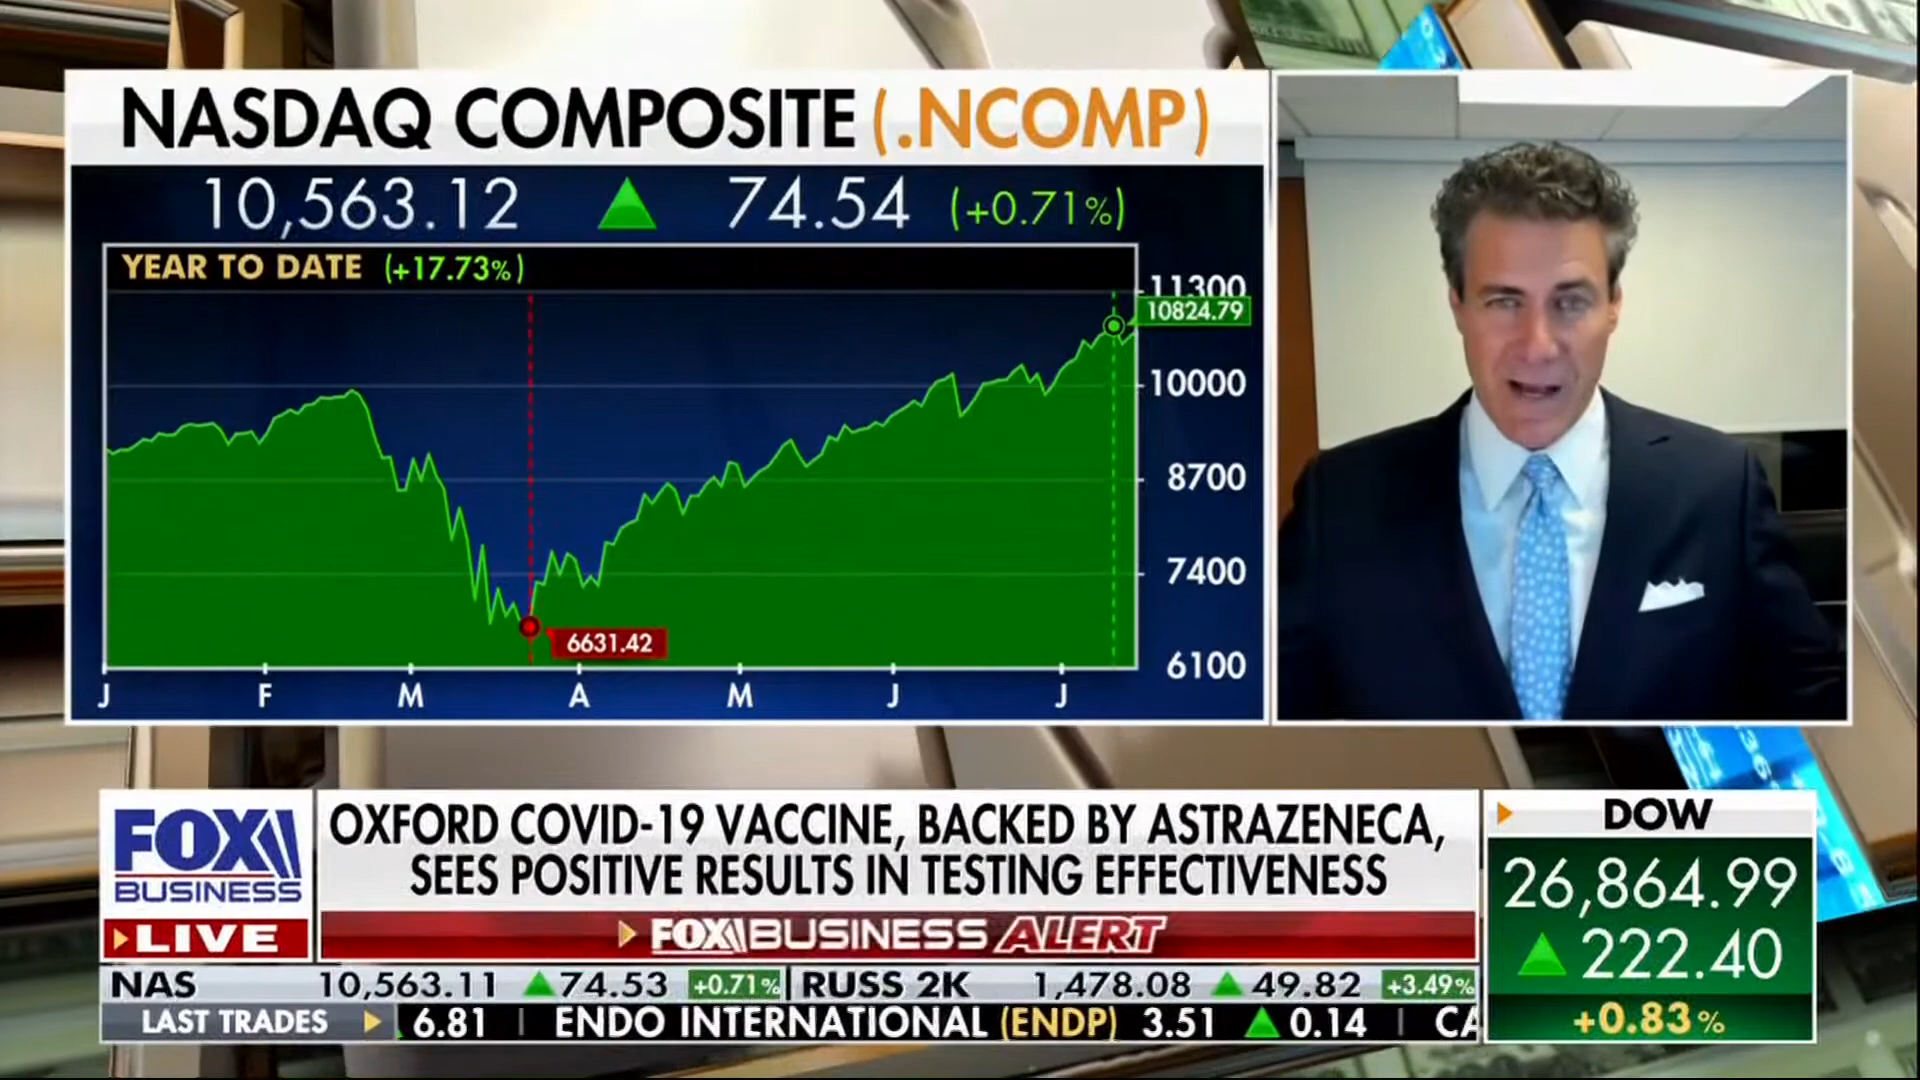 NASDAQ COMPOSITE (.NCOMP)
10,563.12 ▲ 74.54 (+0.71%)
YEAR TO DATE (+17.73%)
11300
10824.79
10000
8700
7400
6631.42
6100
J F M A M J J
FOX BUSINESS
LIVE
OXFORD COVID-19 VACCINE, BACKED BY ASTRAZENECA,
SEES POSITIVE RESULTS IN TESTING EFFECTIVENESS
FOX BUSINESS ALERT
DOW
26,864.99
▲ 222.40
+0.83%
NAS 10,563.11 ▲ 74.53 +0.71% | RUSS 2K 1,478.08 ▲ 49.82 +3.49%
LAST TRADES 6.81 | ENDO INTERNATIONAL (ENDP) 3.51 ▲ 0.14 | CA